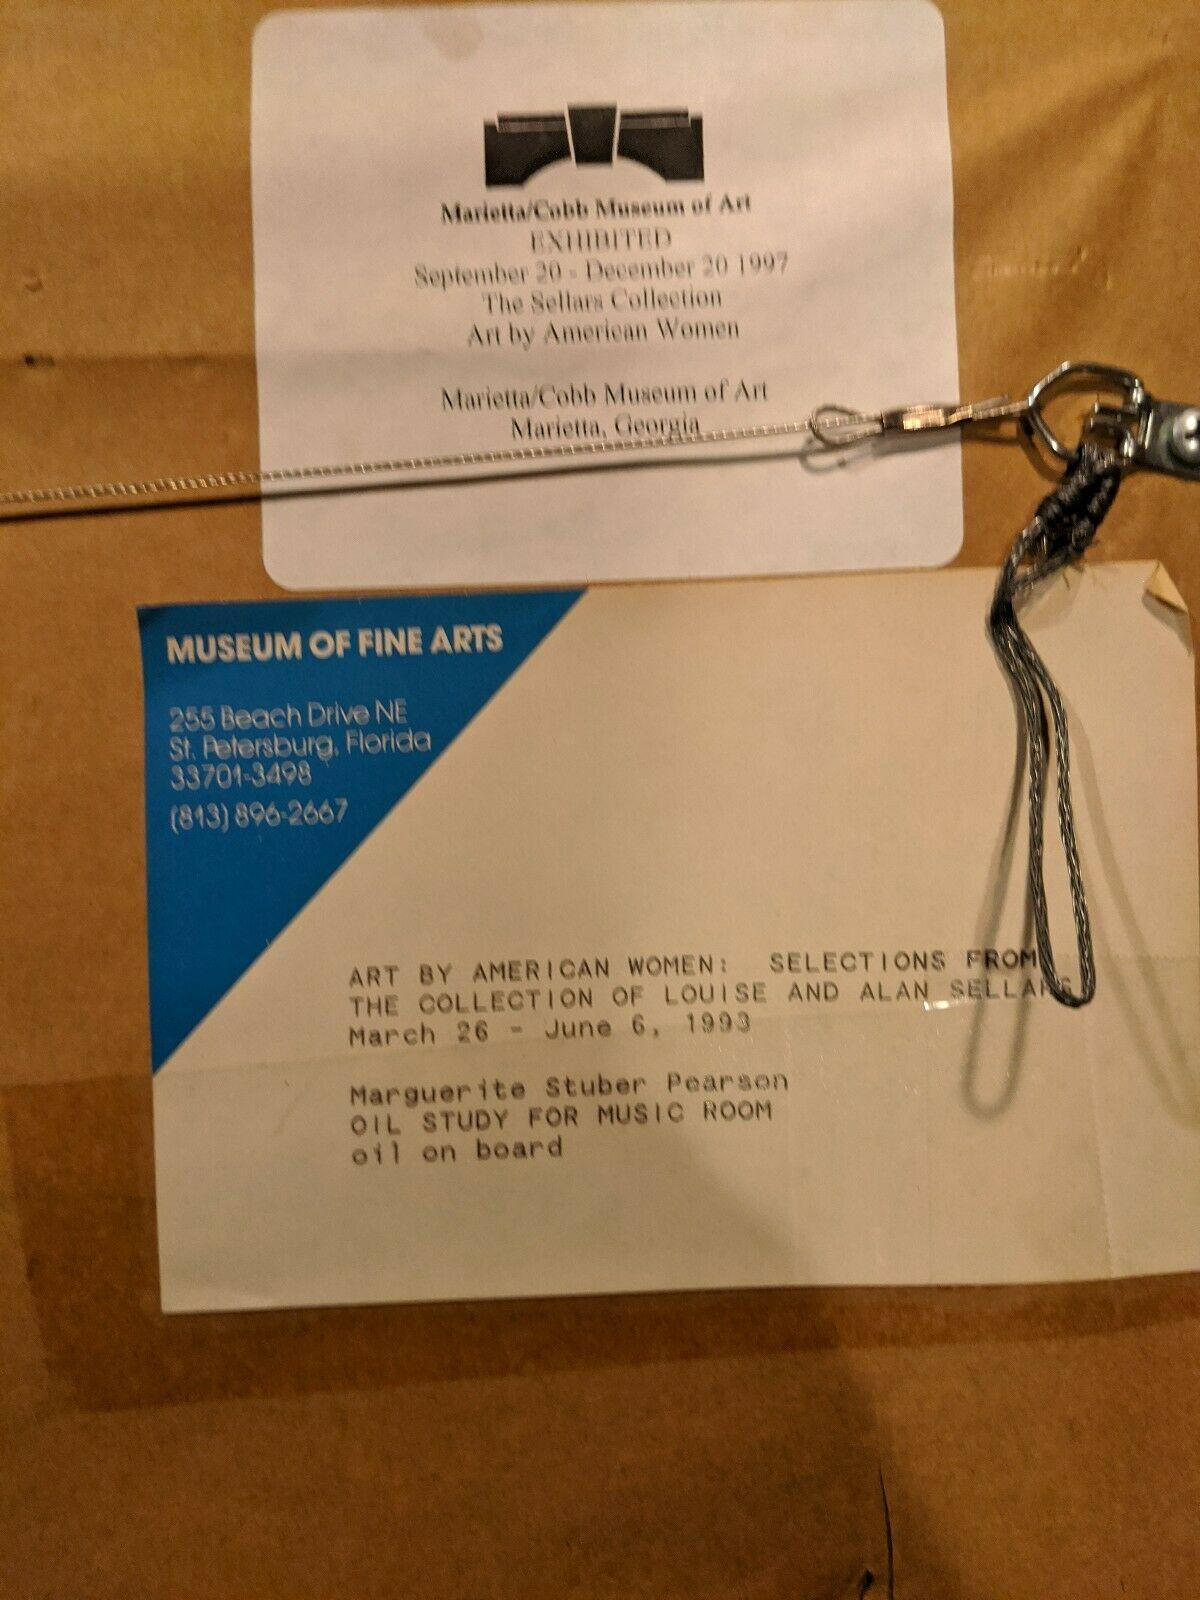 Marietta/Cobb Museum of Art
EXHIBITED
September 20 - December 20 1997
The Sellars Collection
Art by American Women
Marietta/Cobb Museum of Art
Marietta, Georgia
MUSEUM OF FINE ARTS
255 Beach Drive NE
St. Petersburg, Florida
33701-3498
(813) 896-2667
ART BY AMERICAN WOMEN: SELECTIONS FROM
THE COLLECTION OF LOUISE AND ALAN SELLARS
March 26 - June 6, 1993
Marguerite Stuber Pearson
OIL STUDY FOR MUSIC ROOM
oil on board